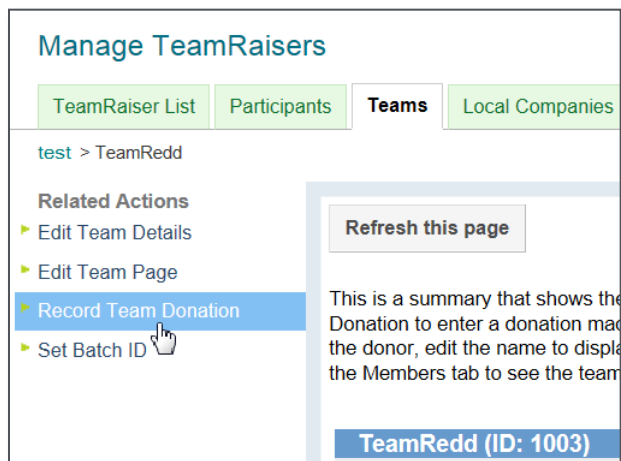 Manage TeamRaisers
TeamRaiser List Participants Teams Local Companies
test > TeamRedd
Related Actions
Edit Team Details
Edit Team Page
Record Team Donation
Set Batch ID
Refresh this page
This is a summary that shows the
Donation to enter a donation
the donor, edit the name to
the Members tab to see the team
TeamRedd (ID: 1003)